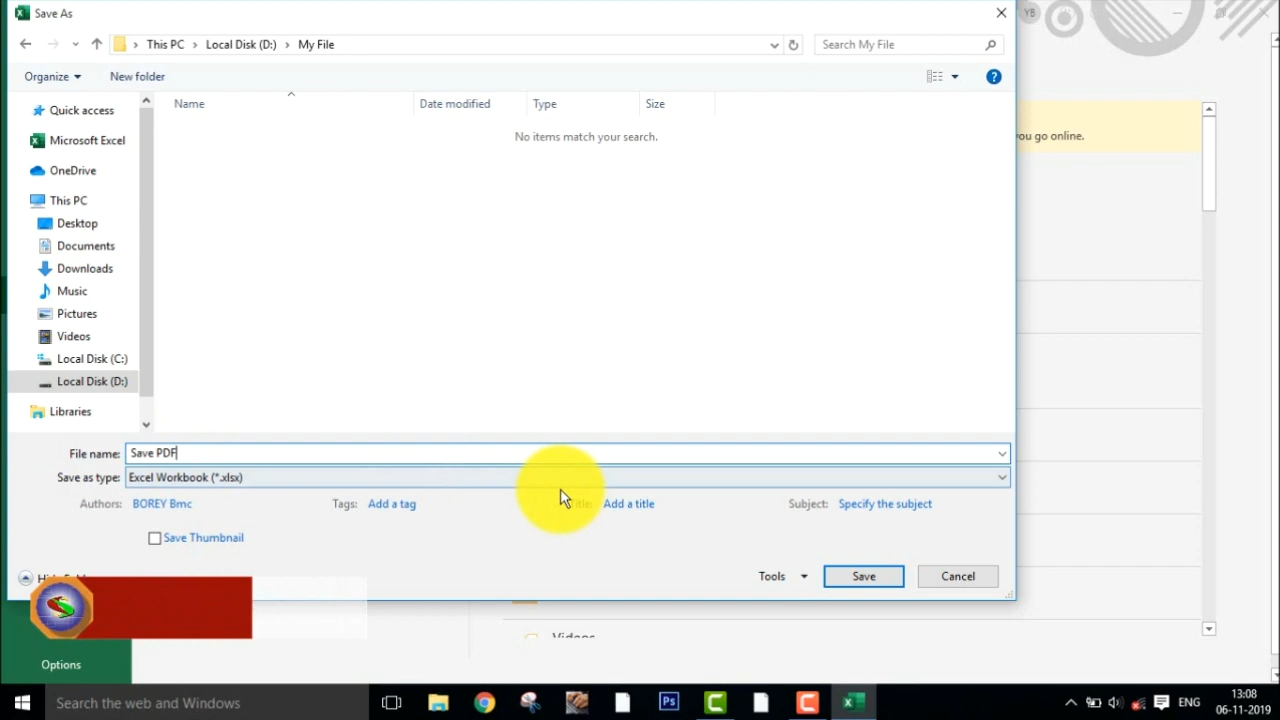 Save As
YB
This PC
Local Disk (D:)
My File
Search My File
Organize
New folder
Name
Date modified
Type
Size
No items match your search.
you go online.
Quick access
Microsoft Excel
OneDrive
This PC
Desktop
Documents
Downloads
Music
Pictures
Videos
Local Disk (C:)
Local Disk (D:)
Libraries
File name: Save PDF
Save as type: Excel Workbook (*.xlsx)
Authors: BOREY Bmc
Tags: Add a tag
Title: Add a title
Subject: Specify the subject
Save Thumbnail
Tools
Save
Cancel
Videos
Options
Search the web and Windows
Ps
ENG
13:08
06-11-2019